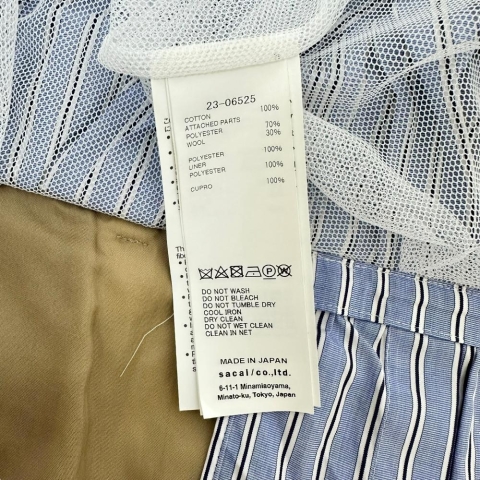 23-06525
COTTON 100%
ATTACHED PARTS
POLYESTER 70%
WOOL 30%
POLYESTER 100%
LINER
POLYESTER 100%
CUPRO 100%
DO NOT WASH
DO NOT BLEACH
DO NOT TUMBLE DRY
COOL IRON
DRY CLEAN
DO NOT WET CLEAN
CLEAN IN NET
MADE IN JAPAN
sacai/co.,ltd.
6-11-1 Minamiaoyama,
Minato-ku, Tokyo, Japan